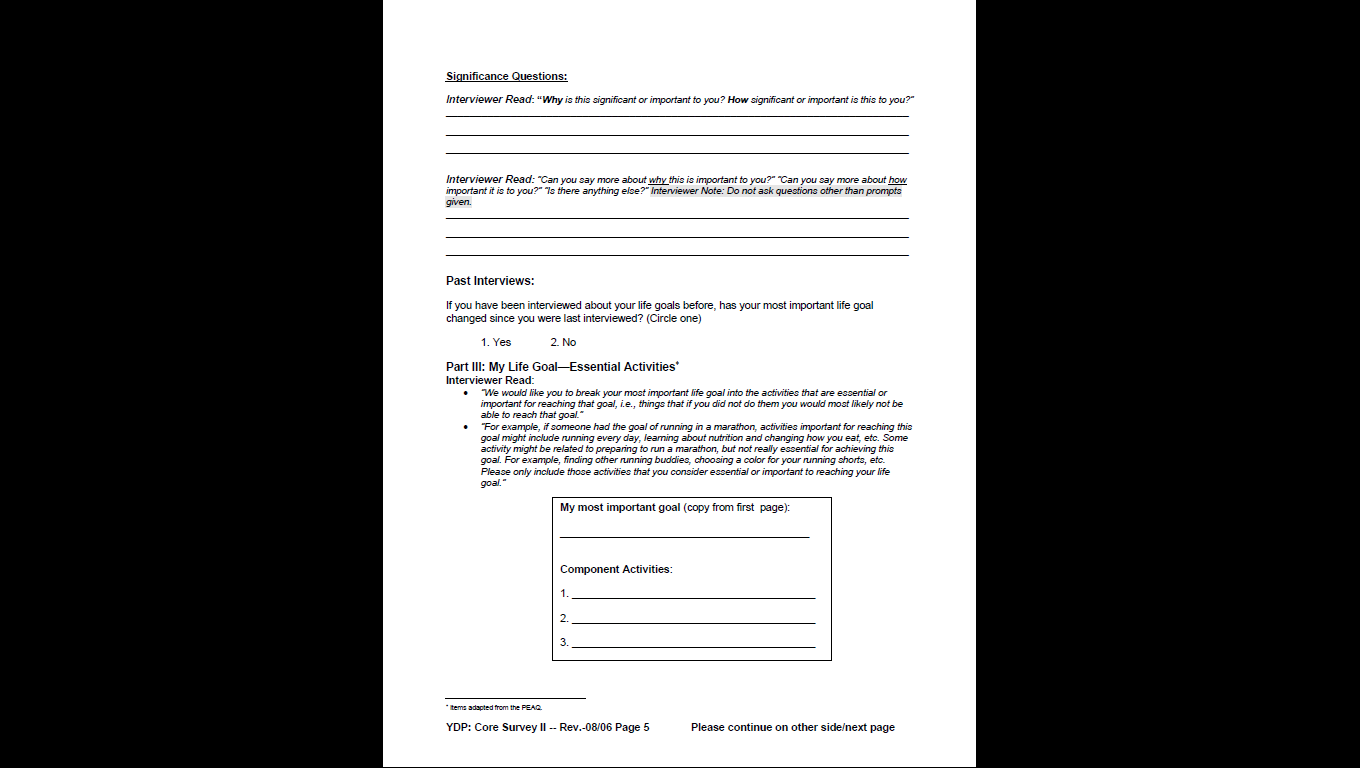 Significance Questions:
Interviewer Read: “Why is this significant or important to you? How significant or important is this to you?”
Interviewer Read: “Can you say more about why this is important to you?” “Can you say more about how
important it is to you?” “Is there anything else?” Interviewer Note: Do not ask questions other than prompts
given.
Past Interviews:
If you have been interviewed about your life goals before, has your most important life goal
changed since you were last interviewed? (Circle one)
1. Yes 2. No
Part III: My Life Goal—Essential Activities*
Interviewer Read:
• “We would like you to break your most important life goal into the activities that are essential or
important for reaching that goal, i.e., things that if you did not do them you would most likely not be
able to reach that goal.”
• “For example, if someone had the goal of running in a marathon, activities important for reaching this
goal might include running every day, learning about nutrition and changing how you eat, etc. Some
activity might be related to preparing to run a marathon, but not really essential for achieving this
goal. For example, finding other running buddies, choosing a color for your running shorts, etc.
Please only include those activities that you consider essential or important to reaching your life
goal.”
My most important goal (copy from first page):
Component Activities:
1.
2.
3.
* Items adapted from the PEAQ.
YDP: Core Survey II -- Rev.-08/06 Page 5 Please continue on other side/next page